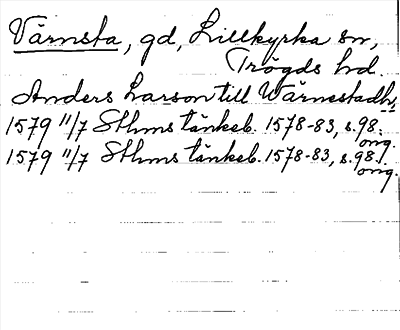 Värnsta, gd, Lillkyrka sn,
Trögds hd.
Anders Larson till Wärnestadh,
1579 11/7 Sthms tänkeb. 1578-83, s. 98.
orig.
1579 11/7 Sthms tänkeb. 1578-83, s. 98.
orig.